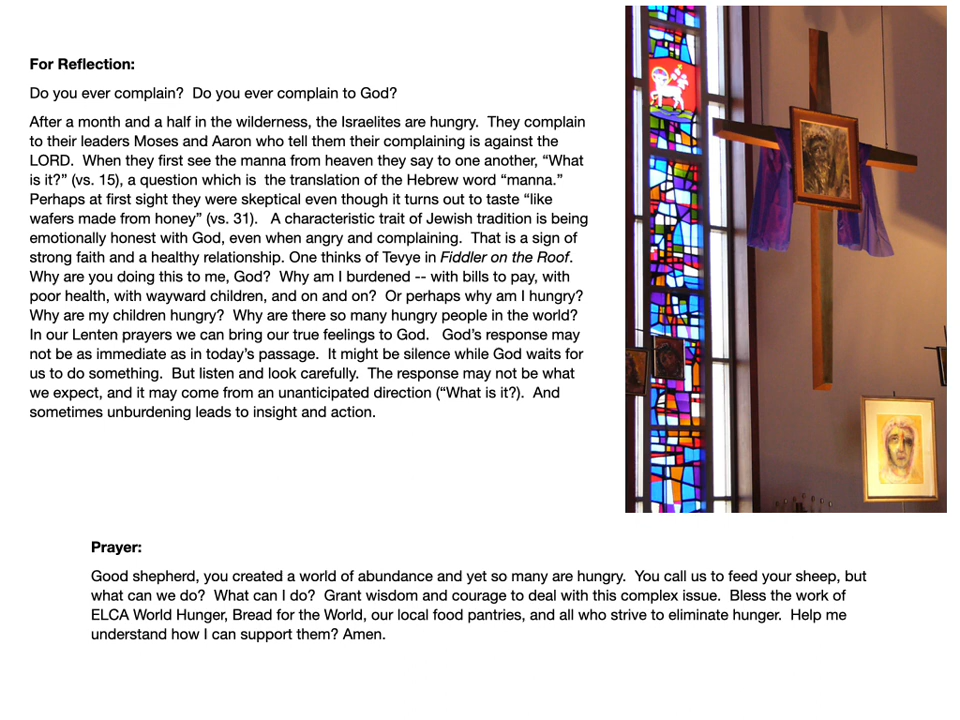 For Reflection:
Do you ever complain?  Do you ever complain to God?
After a month and a half in the wilderness, the Israelites are hungry.  They complain
to their leaders Moses and Aaron who tell them their complaining is against the
LORD.  When they first see the manna from heaven they say to one another, “What
is it?” (vs. 15), a question which is  the translation of the Hebrew word “manna.”
Perhaps at first sight they were skeptical even though it turns out to taste “like
wafers made from honey” (vs. 31).   A characteristic trait of Jewish tradition is being
emotionally honest with God, even when angry and complaining.  That is a sign of
strong faith and a healthy relationship. One thinks of Tevye in Fiddler on the Roof.
Why are you doing this to me, God?  Why am I burdened -- with bills to pay, with
poor health, with wayward children, and on and on?  Or perhaps why am I hungry?
Why are my children hungry?  Why are there so many hungry people in the world?
In our Lenten prayers we can bring our true feelings to God.   God’s response may
not be as immediate as in today’s passage.  It might be silence while God waits for
us to do something.  But listen and look carefully.  The response may not be what
we expect, and it may come from an unanticipated direction (“What is it?).  And
sometimes unburdening leads to insight and action.
Prayer:
Good shepherd, you created a world of abundance and yet so many are hungry.  You call us to feed your sheep, but
what can we do?  What can I do?  Grant wisdom and courage to deal with this complex issue.  Bless the work of
ELCA World Hunger, Bread for the World, our local food pantries, and all who strive to eliminate hunger.  Help me
understand how I can support them? Amen.